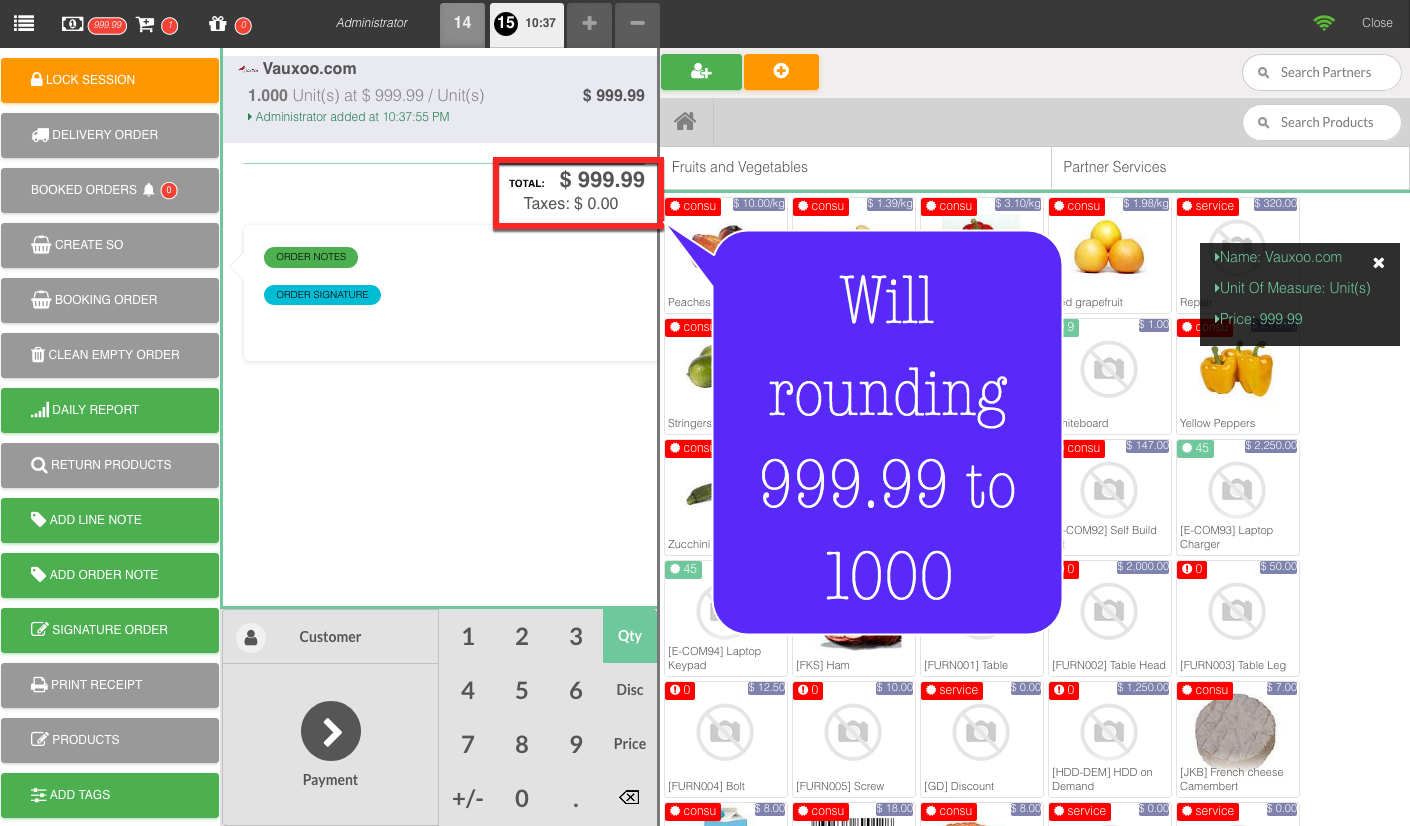 999.99
1
0
Administrator
14
15 10:37
Close
LOCK SESSION
DELIVERY ORDER
BOOKED ORDERS 0
CREATE SO
BOOKING ORDER
CLEAN EMPTY ORDER
DAILY REPORT
RETURN PRODUCTS
ADD LINE NOTE
ADD ORDER NOTE
SIGNATURE ORDER
PRINT RECEIPT
PRODUCTS
ADD TAGS
Vauxoo.com
1.000 Unit(s) at $ 999.99 / Unit(s) $ 999.99
Administrator added at 10:37:55 PM
TOTAL: $ 999.99
Taxes: $ 0.00
ORDER NOTES
ORDER SIGNATURE
Customer
Payment
1 2 3 Qty
4 5 6 Disc
7 8 9 Price
+/- 0 .
Search Partners
Search Products
Fruits and Vegetables
Partner Services
consu $ 10.00/kg
consu $ 1.39/kg
consu $ 3.10/kg
consu $ 1.98/kg
service $ 320.00
Peaches
grapefruit
Repair
Name: Vauxoo.com
Unit Of Measure: Unit(s)
Price: 999.99
Will
rounding
999.99 to
1000
consu
9 $ 1.00
consu
Stringers
Whiteboard
Yellow Peppers
consu
consu $ 147.00
45 $ 2,250.00
Zucchini
-COM92] Self Build
[E-COM93] Laptop
Charger
45
0 $ 2,000.00
0 $ 50.00
[E-COM94] Laptop
Keypad
[FKS] Ham
[FURN001] Table
[FURN002] Table Head
[FURN003] Table Leg
0 $ 12.50
0 $ 10.00
service $ 0.00
0 $ 1,250.00
consu $ 7.00
[FURN004] Bolt
[FURN005] Screw
[GD] Discount
[HDD-DEM] HDD on
Demand
[JKB] French cheese
Camembert
consu $ 8.00
consu $ 18.00
consu $ 8.00
service $ 0.00
service $ 0.00